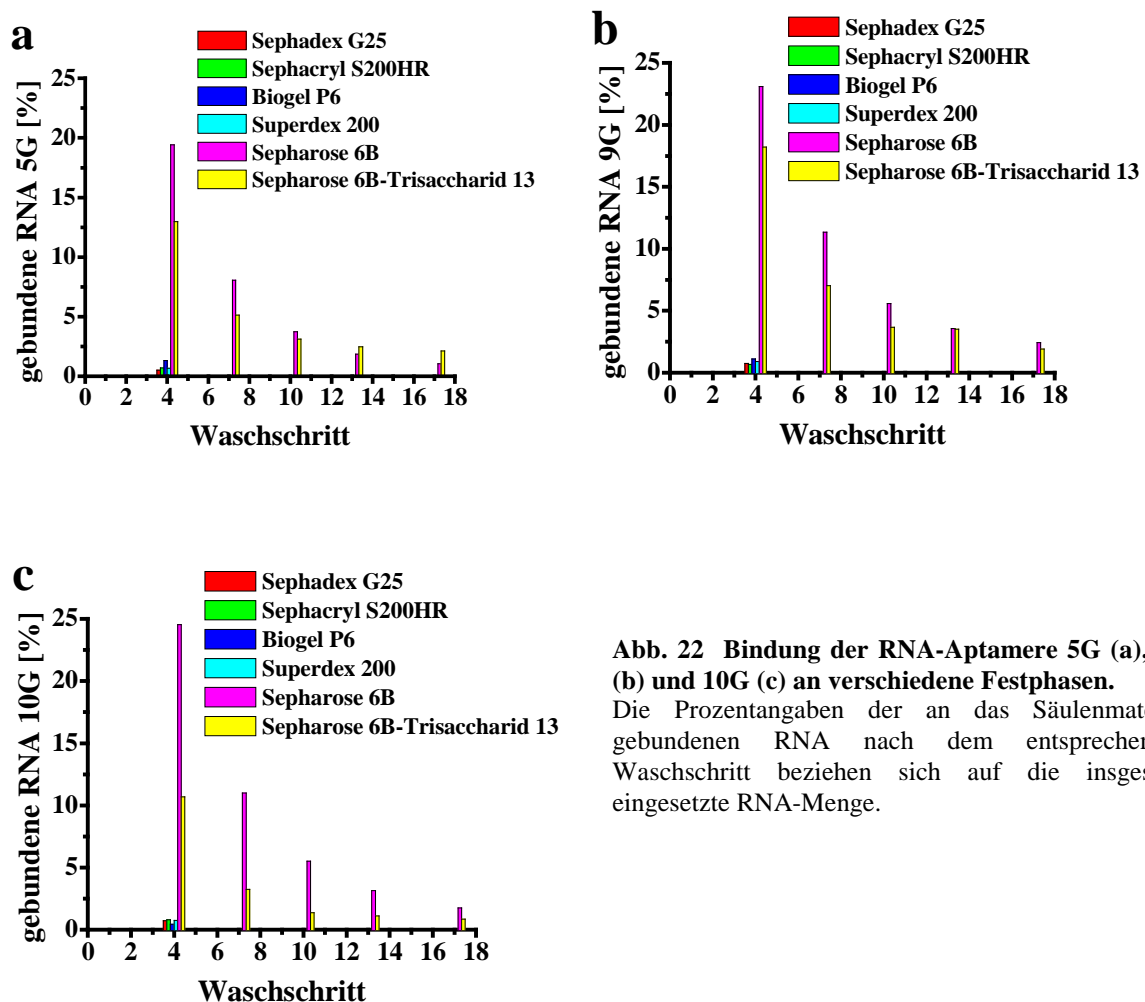 a
Sephadex G25
Sephacryl S200HR
Biogel P6
Superdex 200
Sepharose 6B
Sepharose 6B-Trisaccharid 13
gebundene RNA 5G [%]
25
20
15
10
5
0
0 2 4 6 8 10 12 14 16 18
Waschschritt
b
Sephadex G25
Sephacryl S200HR
Biogel P6
Superdex 200
Sepharose 6B
Sepharose 6B-Trisaccharid 13
gebundene RNA 9G [%]
25
20
15
10
5
0
0 2 4 6 8 10 12 14 16 18
Waschschritt
c
Sephadex G25
Sephacryl S200HR
Biogel P6
Superdex 200
Sepharose 6B
Sepharose 6B-Trisaccharid 13
gebundene RNA 10G [%]
25
20
15
10
5
0
0 2 4 6 8 10 12 14 16 18
Waschschritt
Abb. 22 Bindung der RNA-Aptamere 5G (a),
(b) und 10G (c) an verschiedene Festphasen.
Die Prozentangaben der an das
gebundenen RNA nach dem
Waschschritt beziehen sich auf die
eingesetzte RNA-Menge.